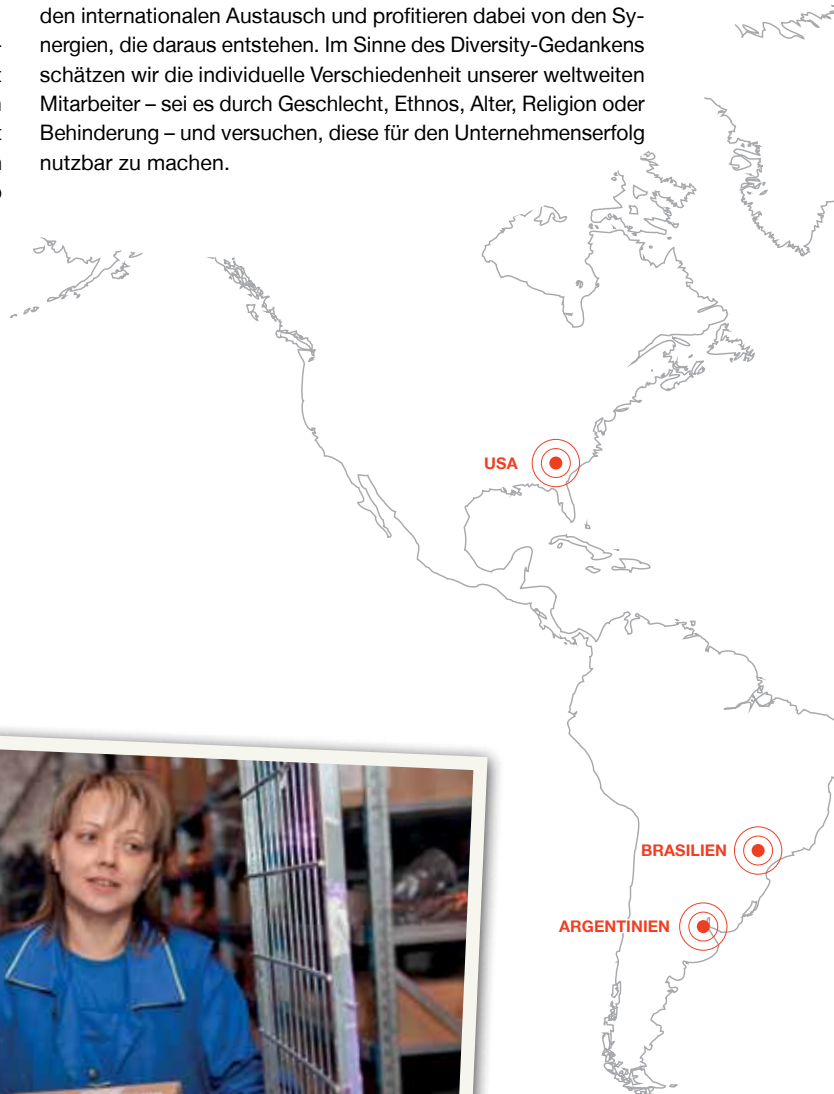 den internationalen Austausch und profitieren dabei von den Sy-
nergien, die daraus entstehen. Im Sinne des Diversity-Gedankens
schätzen wir die individuelle Verschiedenheit unserer weltweiten
Mitarbeiter – sei es durch Geschlecht, Ethnos, Alter, Religion oder
Behinderung – und versuchen, diese für den Unternehmenserfolg
nutzbar zu machen.
USA
BRASILIEN
ARGENTINIEN